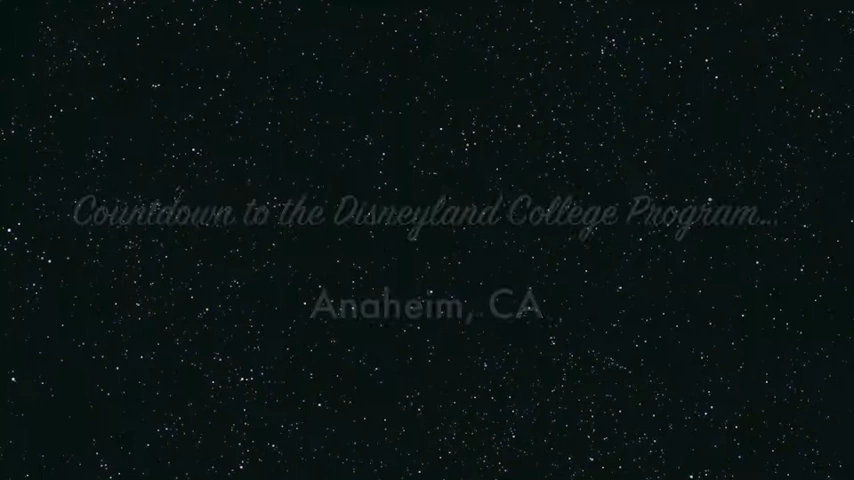 Countdown to the Disneyland College Program...
Anaheim, CA